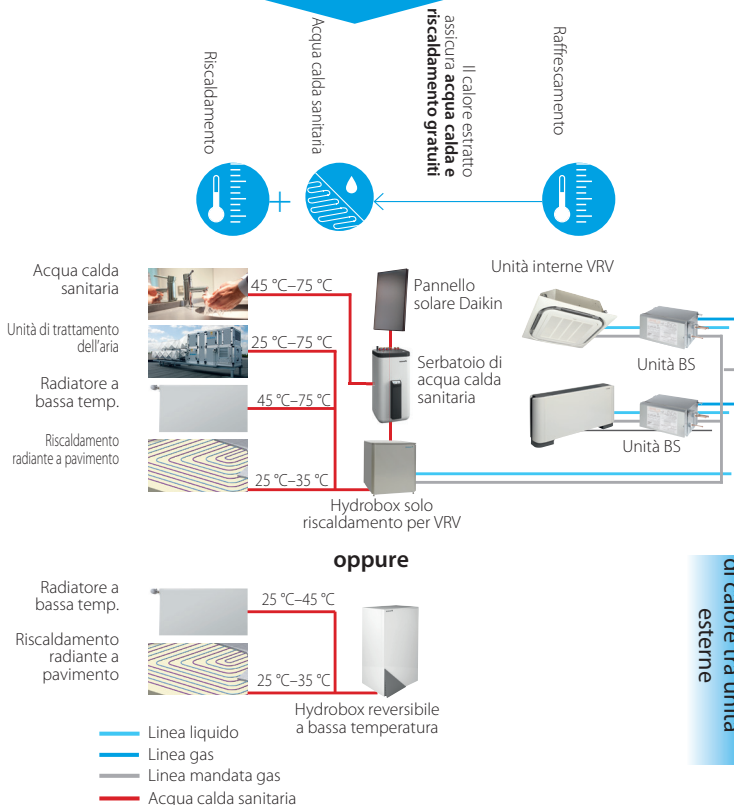 Riscaldamento
Acqua calda sanitaria
Il calore estratto
assicura acqua calda e
riscaldamento gratuiti
Raffrescamento
Acqua calda
sanitaria
45 °C–75 °C
Unità di trattamento
dell'aria
25 °C–75 °C
Radiatore a
bassa temp.
45 °C–75 °C
Riscaldamento
radiante a pavimento
25 °C–35 °C
Pannello
solare Daikin
Serbatoio di
acqua calda
sanitaria
Hydrobox solo
riscaldamento per VRV
Unità interne VRV
Unità BS
Unità BS
oppure
Radiatore a
bassa temp.
25 °C–45 °C
Riscaldamento
radiante a
pavimento
25 °C–35 °C
Hydrobox reversibile
a bassa temperatura
di calore tra unità
esterne
Linea liquido
Linea gas
Linea mandata gas
Acqua calda sanitaria